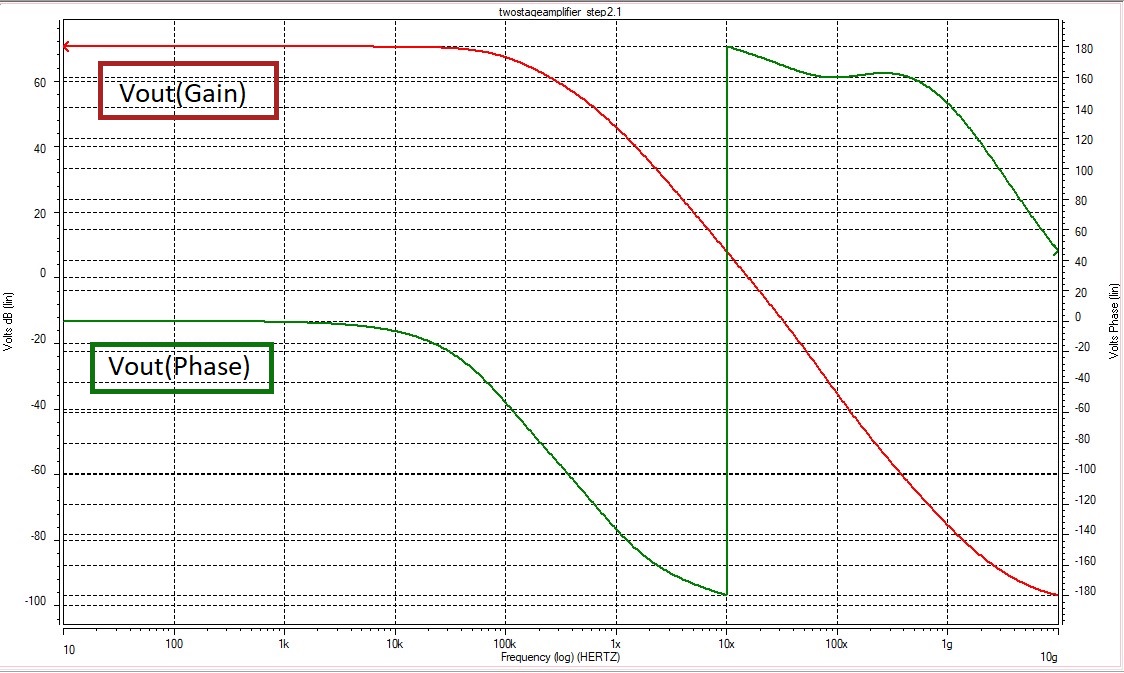 twostageamplifier step2.1
Vout(Gain)
Vout(Phase)
Volts dB (lin)
60
40
20
0
-20
-40
-60
-80
-100
180
160
140
120
100
80
60
40
20
0
-20
-40
-60
-80
-100
-120
-140
-160
-180
Volts Phase (lin)
10
100
1k
10k
100k
1x
10x
100x
1g
10g
Frequency (log) (HERTZ)